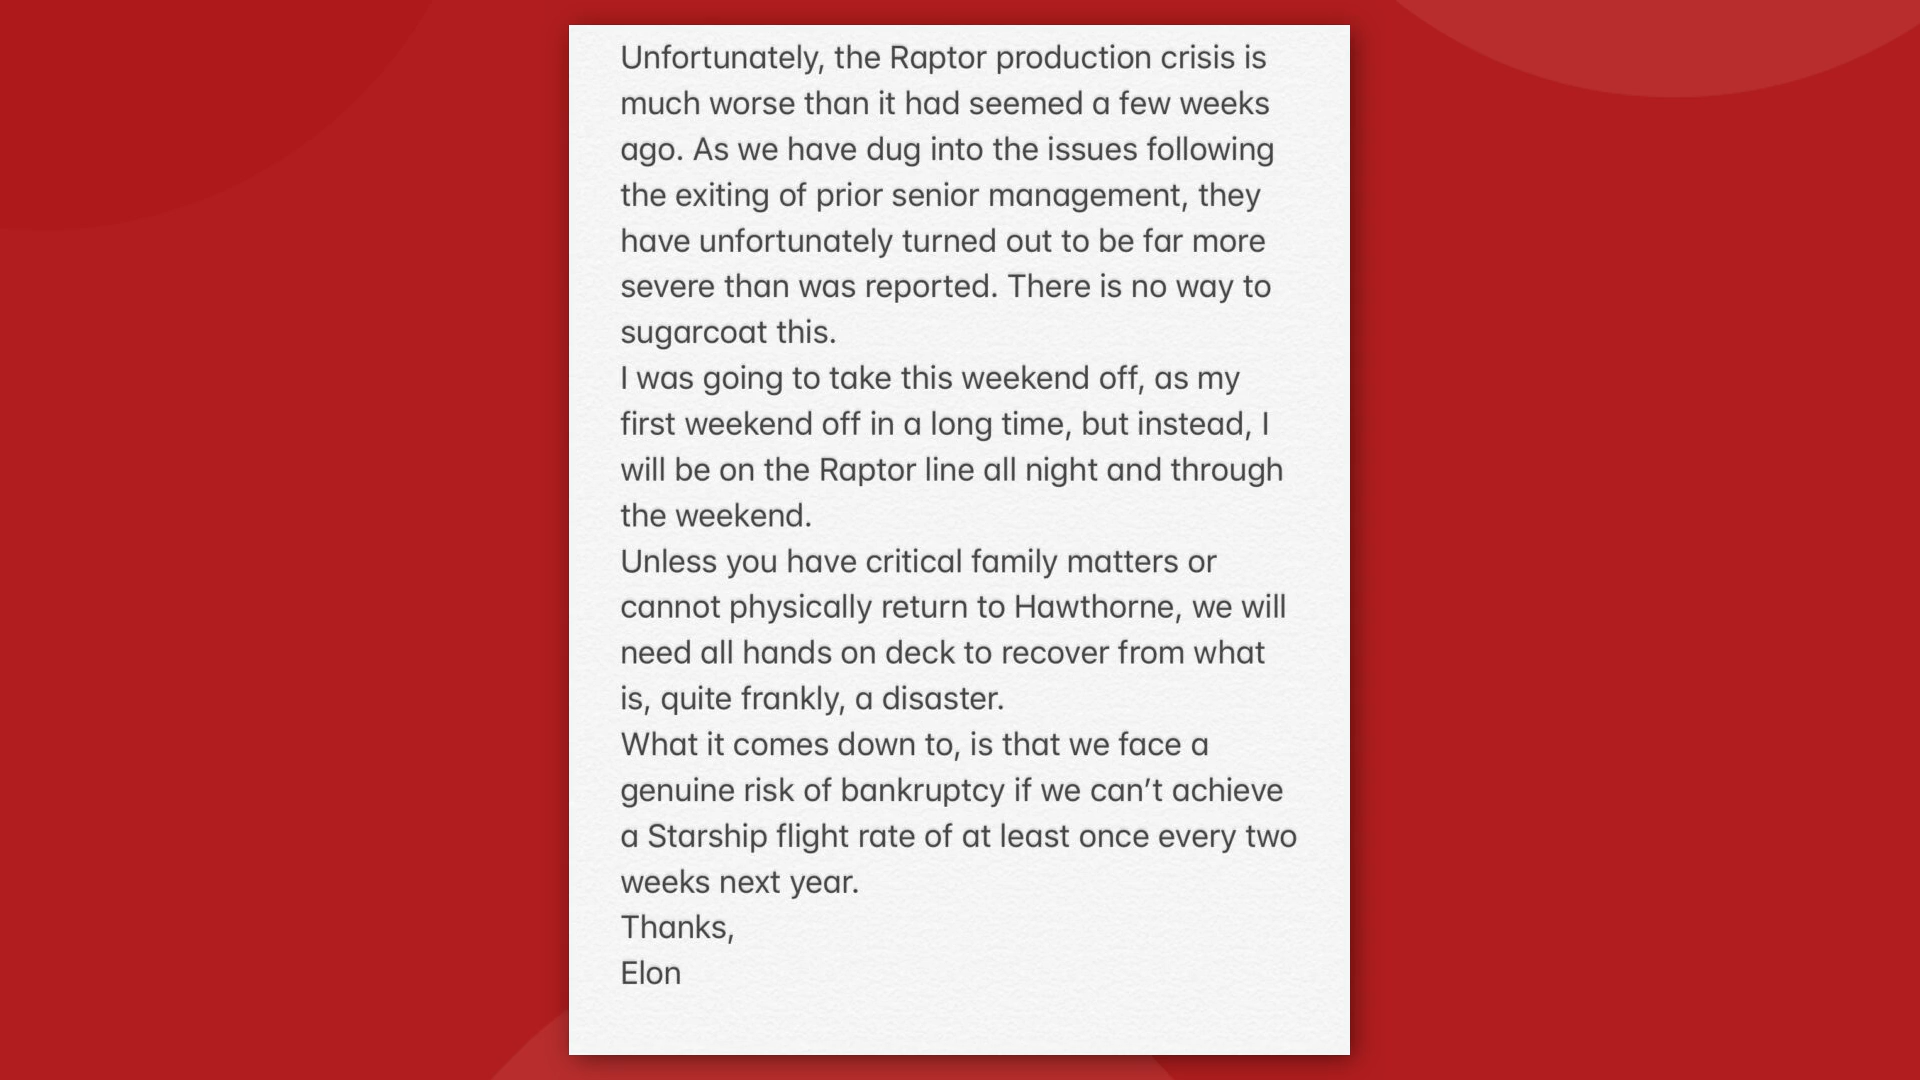 Unfortunately, the Raptor production crisis is
much worse than it had seemed a few weeks
ago. As we have dug into the issues following
the exiting of prior senior management, they
have unfortunately turned out to be far more
severe than was reported. There is no way to
sugarcoat this.
I was going to take this weekend off, as my
first weekend off in a long time, but instead, I
will be on the Raptor line all night and through
the weekend.
Unless you have critical family matters or
cannot physically return to Hawthorne, we will
need all hands on deck to recover from what
is, quite frankly, a disaster.
What it comes down to, is that we face a
genuine risk of bankruptcy if we can’t achieve
a Starship flight rate of at least once every two
weeks next year.
Thanks,
Elon